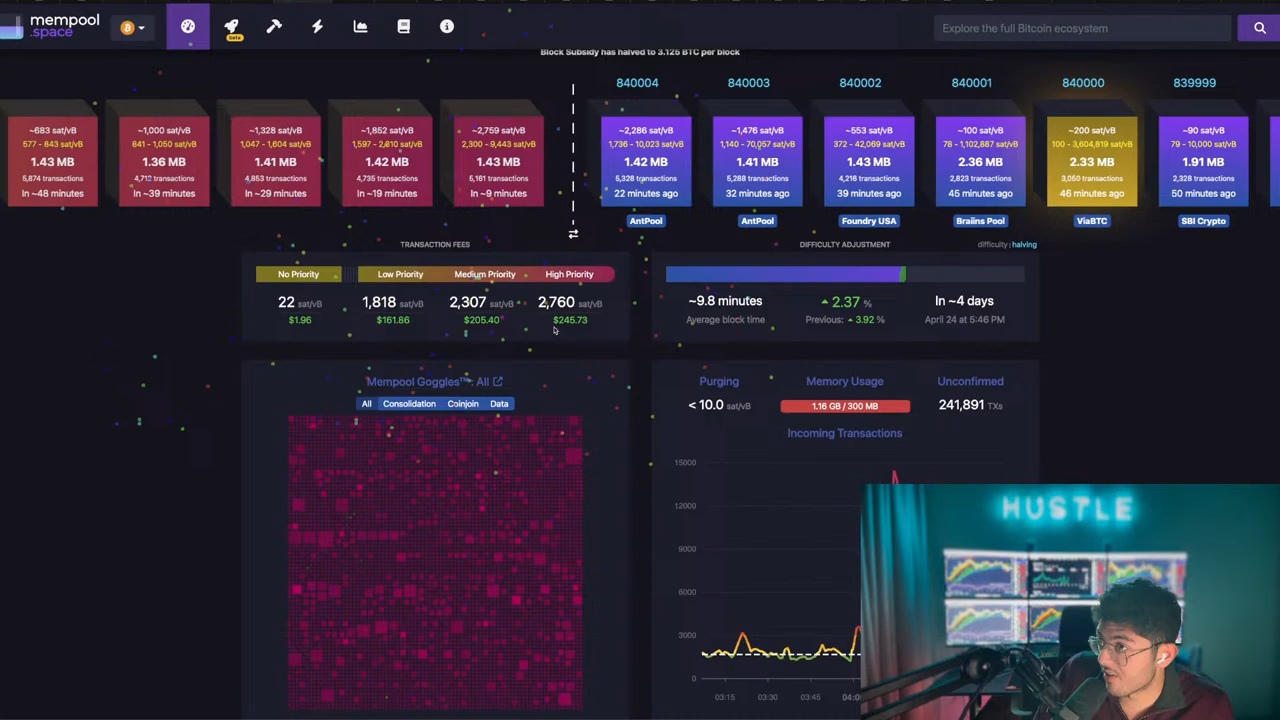 mempool
.space
beta
Explore the full Bitcoin ecosystem
Block Subsidy has halved to 3.125 BTC per block
840004 840003 840002 840001 840000 839999
~683 sat/vB
577 - 843 sat/vB
1.43 MB
5,874 transactions
In ~48 minutes
~1,000 sat/vB
841 - 1,050 sat/vB
1.36 MB
4,712 transactions
In ~39 minutes
~1,328 sat/vB
1,047 - 1,604 sat/vB
1.41 MB
4,853 transactions
In ~29 minutes
~1,852 sat/vB
1,597 - 2,810 sat/vB
1.42 MB
4,735 transactions
In ~19 minutes
~2,759 sat/vB
2,300 - 9,443 sat/vB
1.43 MB
5,161 transactions
In ~9 minutes
~2,286 sat/vB
1,736 - 10,023 sat/vB
1.42 MB
5,328 transactions
22 minutes ago
AntPool
~1,476 sat/vB
1,140 - 70,057 sat/vB
1.41 MB
5,288 transactions
32 minutes ago
AntPool
~553 sat/vB
372 - 42,069 sat/vB
1.43 MB
4,216 transactions
39 minutes ago
Foundry USA
~100 sat/vB
78 - 1,102,887 sat/vB
2.36 MB
2,823 transactions
45 minutes ago
Braiins Pool
~200 sat/vB
100 - 3,604,819 sat/vB
2.33 MB
3,050 transactions
46 minutes ago
ViaBTC
~90 sat/vB
79 - 10,000 sat/vB
1.91 MB
2,328 transactions
50 minutes ago
SBI Crypto
TRANSACTION FEES
No Priority Low Priority Medium Priority High Priority
22 sat/vB 1,818 sat/vB 2,307 sat/vB 2,760 sat/vB
$1.96 $161.86 $205.40 $245.73
DIFFICULTY ADJUSTMENT
difficulty | halving
~9.8 minutes 2.37 % In ~4 days
Average block time Previous: 3.92 % April 24 at 5:46 PM
Mempool Goggles™: All
All Consolidation Coinjoin Data
Purging Memory Usage Unconfirmed
< 10.0 sat/vB 1.16 GB / 300 MB 241,891 TXs
Incoming Transactions
15000
12000
9000
6000
3000
0
03:15 03:30 03:45
HUSTLE